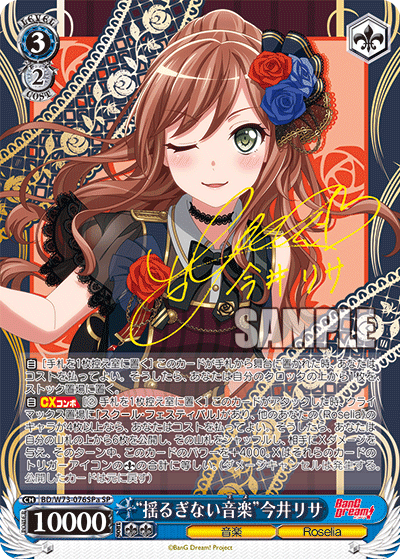 LEVEL
3
2
COST
今井リサ
SAMPLE
自 [手札を1枚控え室に置く] このカードが手札から舞台に置かれた時、あなたは
コストを払ってよい。そうしたら、あなたは自分のクロックの上から1枚を、
ストック置場に置く。
自 CXコンボ [手札を1枚控え室に置く] このカードがアタックした時、クライ
マックス置場に「スクール・フェスティバル」があり、他のあなたの《Roselia》の
キャラが4枚以上なら、あなたはコストを払ってよい。そうしたら、あなたは
自分の山札の上から6枚を公開し、その山札をシャッフルし、相手にXダメージを
与え、そのターン中、このカードのパワーを+4000。Xはそれらのカードの
トリガーアイコンの の合計に等しい。(ダメージキャンセルは発生する。公開
したカードは元に戻す)
CH BD/W73-076SPa SP
10000
"揺るぎない音楽"今井リサ
BanG Dream!
音楽
Roselia
©BanG Dream! Project